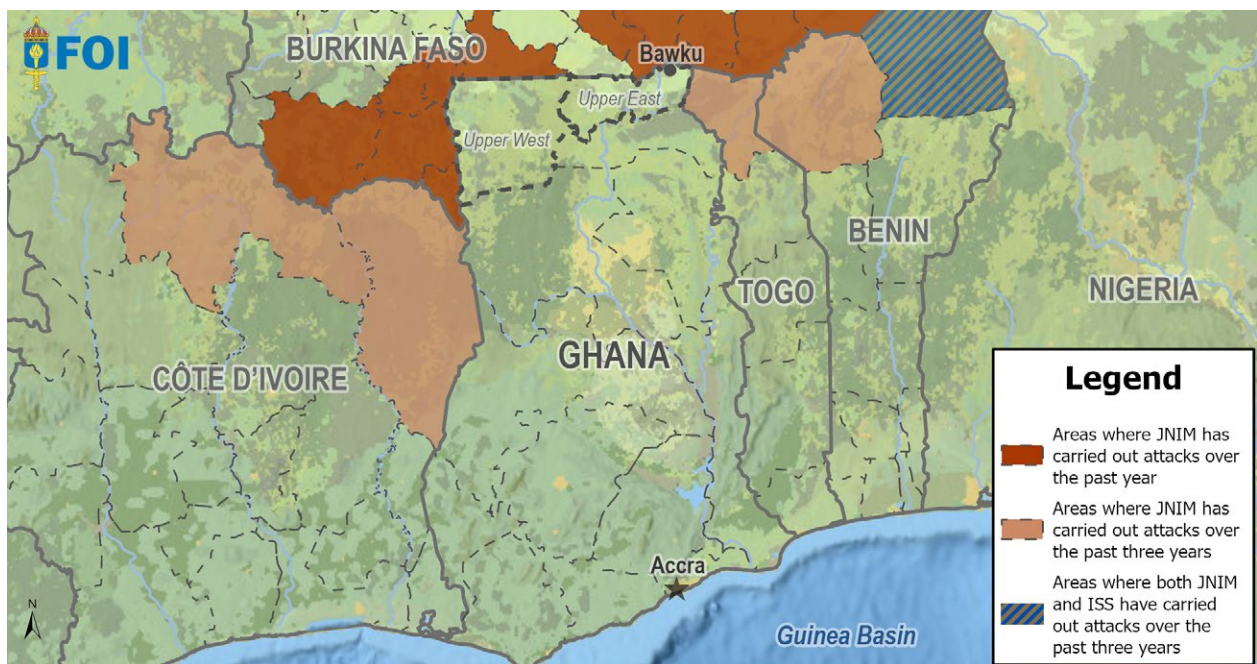 FOI
BURKINA FASO
Bawku
Upper East
Upper West
BENIN
TOGO
NIGERIA
GHANA
CÔTE D'IVOIRE
Legend
Areas where JNIM has
carried out attacks over
the past year
Areas where JNIM has
carried out attacks over
the past three years
Areas where both JNIM
and ISS have carried
out attacks over the
past three years
Accra
N
Guinea Basin